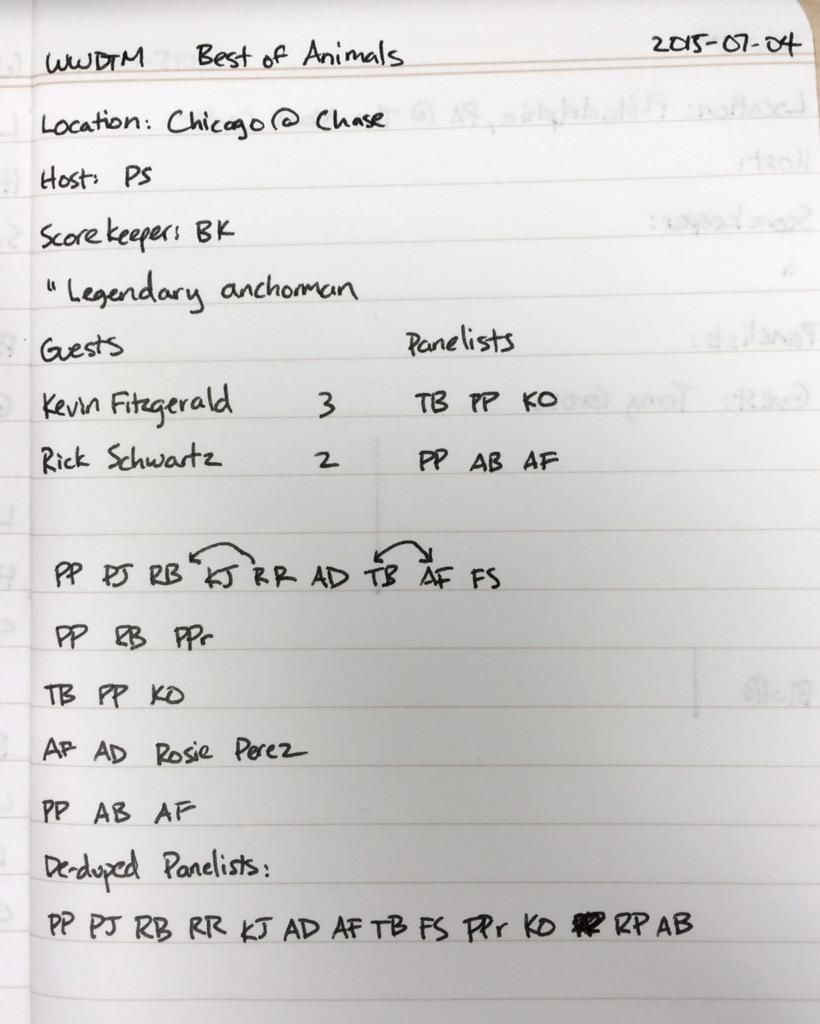 WWDTM Best of Animals 2015-07-04
Location: Chicago @ Chase
Host: PS
Scorekeeper: BK
" Legendary anchorman
Guests Panelists
Kevin Fitzgerald 3 TB PP KO
Rick Schwartz 2 PP AB AF
PP PJ RB KJ RR AD TB AF FS
PP RB PPr
TB PP KO
AF AD Rosie Perez
PP AB AF
De-duped Panelists:
PP PJ RB RR KJ AD AF TB FS PPr KO RP AB